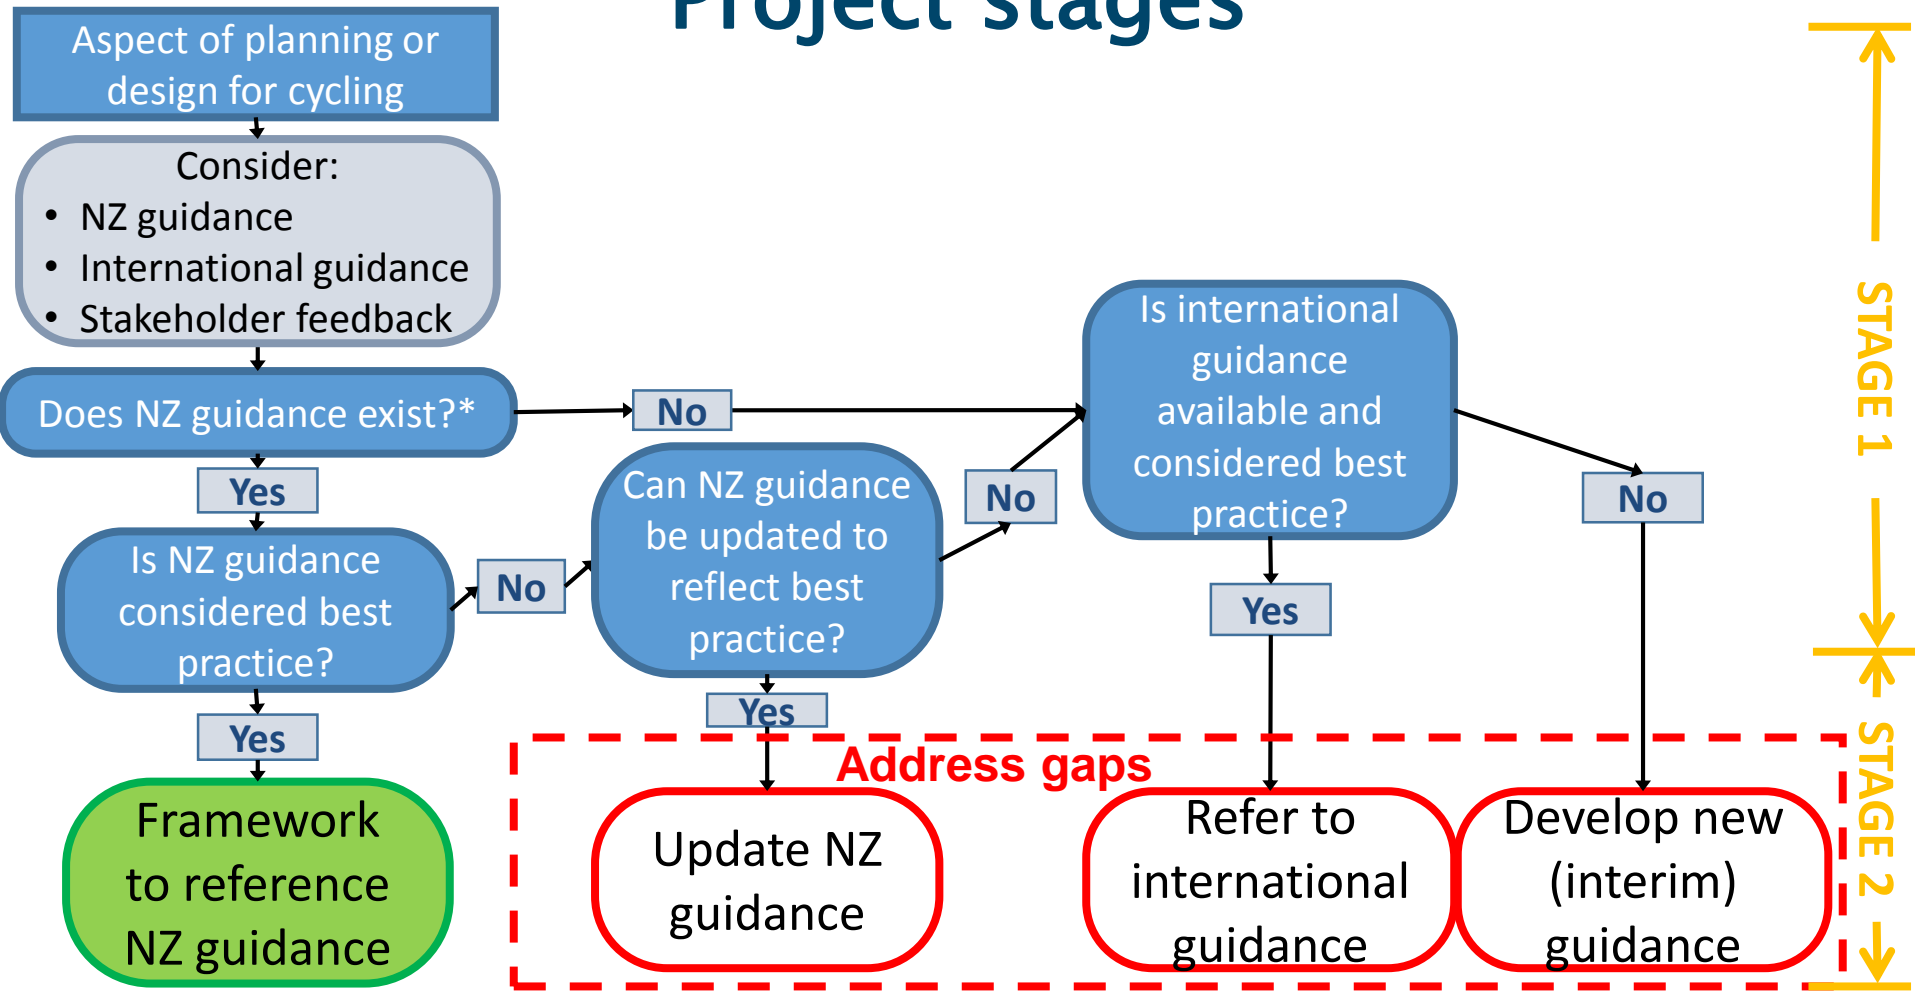 Project stages
Aspect of planning or
design for cycling
Consider:
• NZ guidance
• International guidance
• Stakeholder feedback
Does NZ guidance exist?*
No
Yes
Is NZ guidance
considered best
practice?
No
Can NZ guidance
be updated to
reflect best
practice?
No
Is international
guidance
available and
considered best
practice?
No
Yes
Yes
Yes
Address gaps
Framework
to reference
NZ guidance
Update NZ
guidance
Refer to
international
guidance
Develop new
(interim)
guidance
STAGE 1
STAGE 2